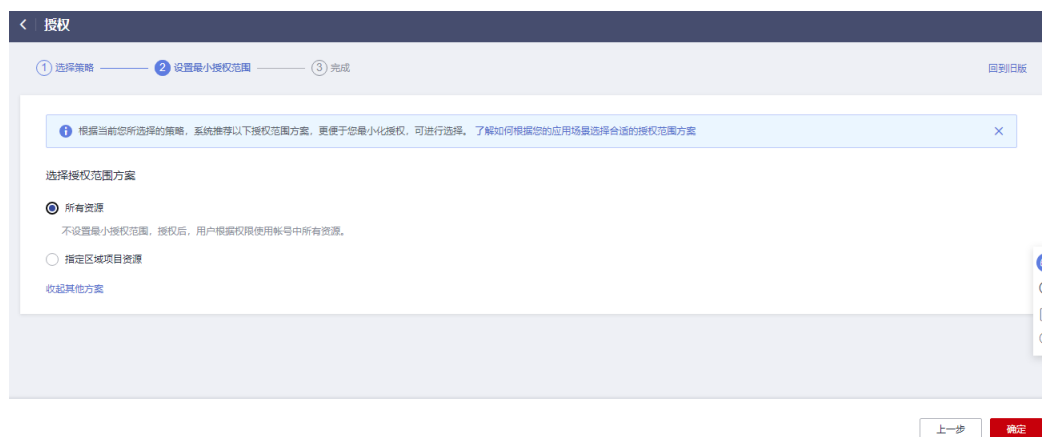 授权
1 选择策略 2 设置最小授权范围 3 完成 回到旧版
根据当前您所选择的策略，系统推荐以下授权范围方案，更便于您最小化授权，可进行选择。了解如何根据您的应用场景选择合适的授权范围方案
选择授权范围方案
所有资源
不设置最小授权范围，授权后，用户根据权限使用帐号中所有资源。
指定区域项目资源
收起其他方案
上一步 确定